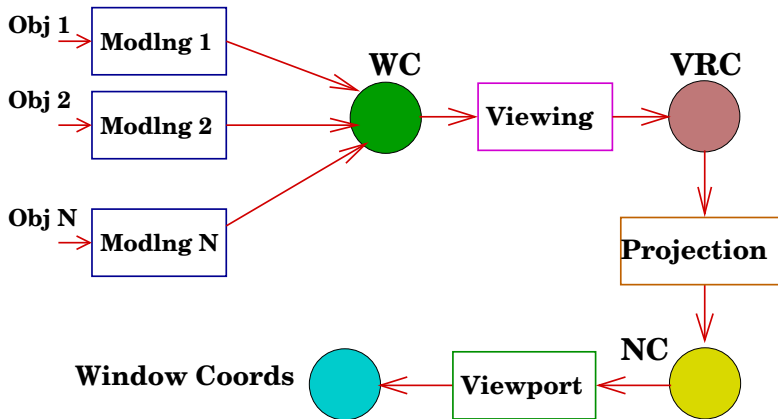 Obj 1
Modlng 1
WC
VRC
Obj 2
Modlng 2
Viewing
Obj N
Modlng N
Projection
NC
Window Coords
Viewport